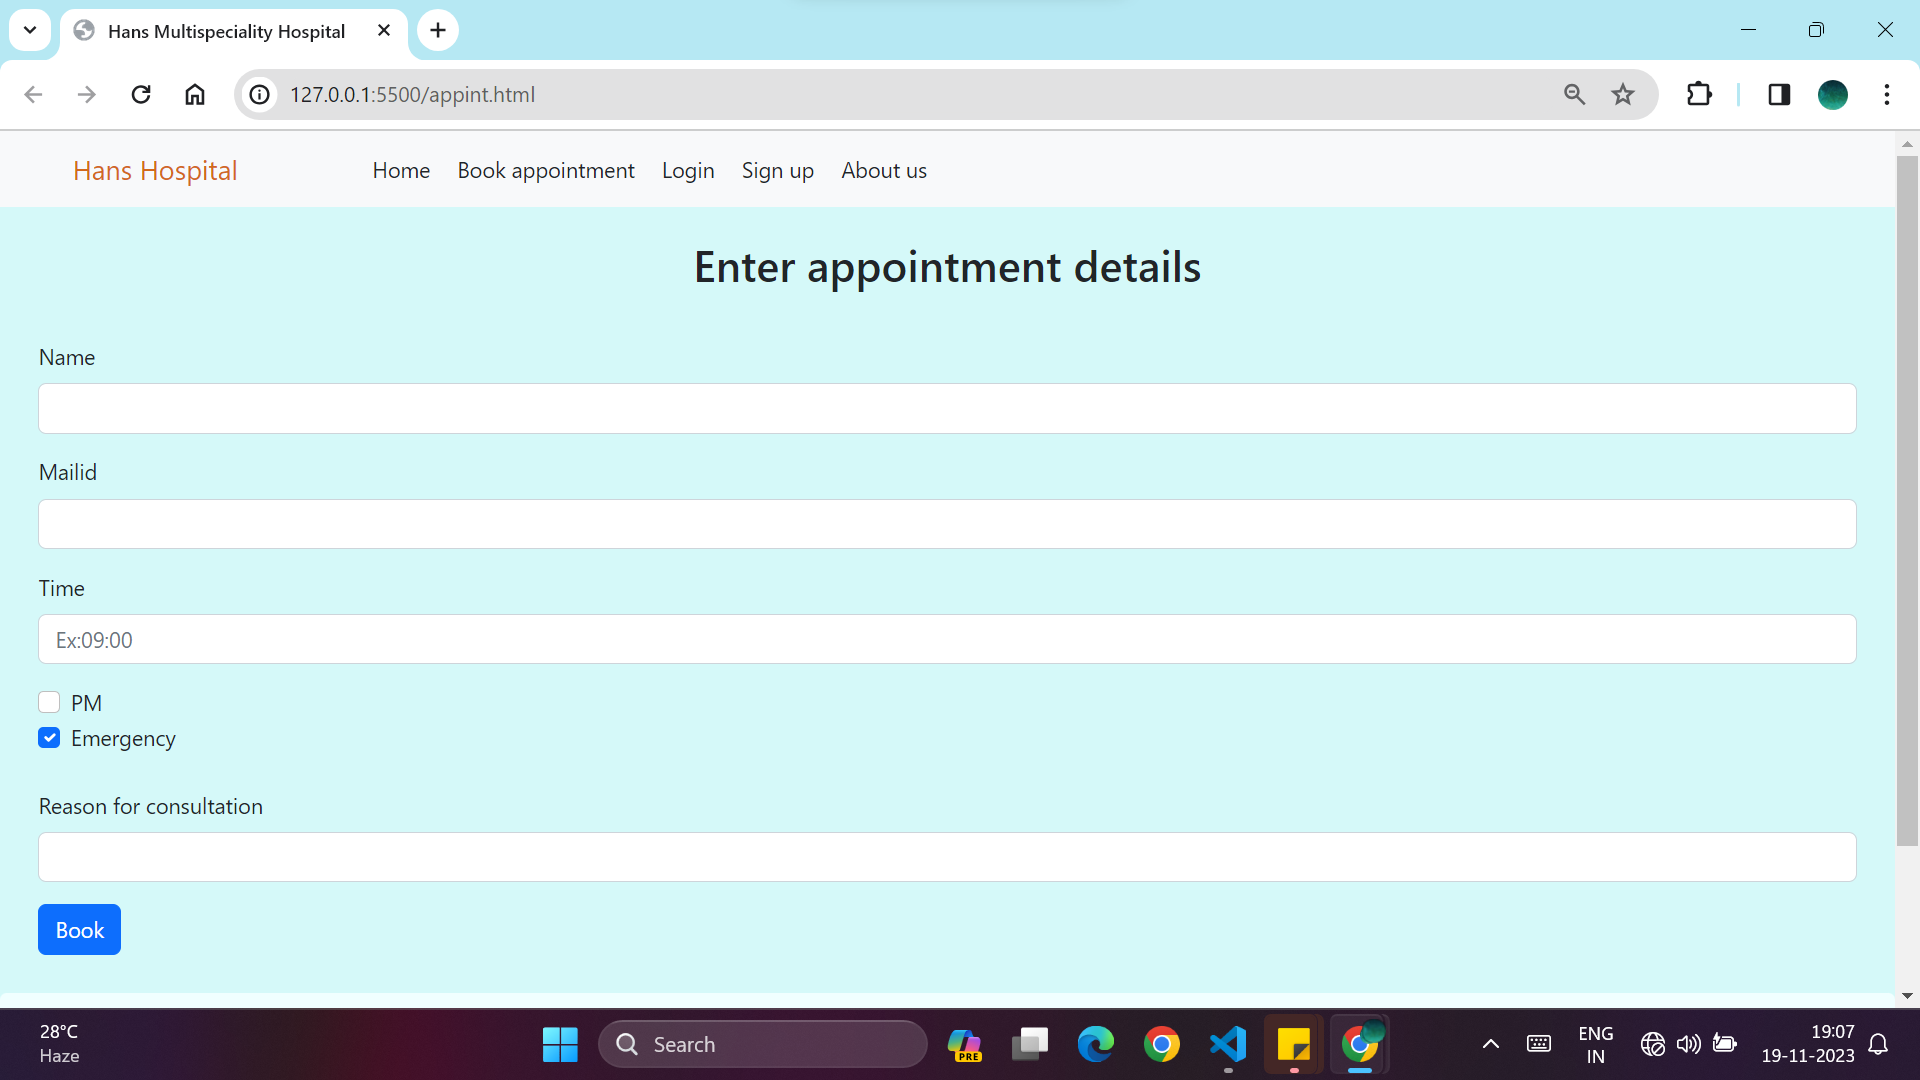 Hans Multispeciality Hospital
127.0.0.1:5500/appint.html
Hans Hospital Home Book appointment Login Sign up About us
Enter appointment details
Name
Mailid
Time
Ex:09:00
PM
Emergency
Reason for consultation
Book
28°C
Haze
Search
PRE
ENG
IN
19:07
19-11-2023